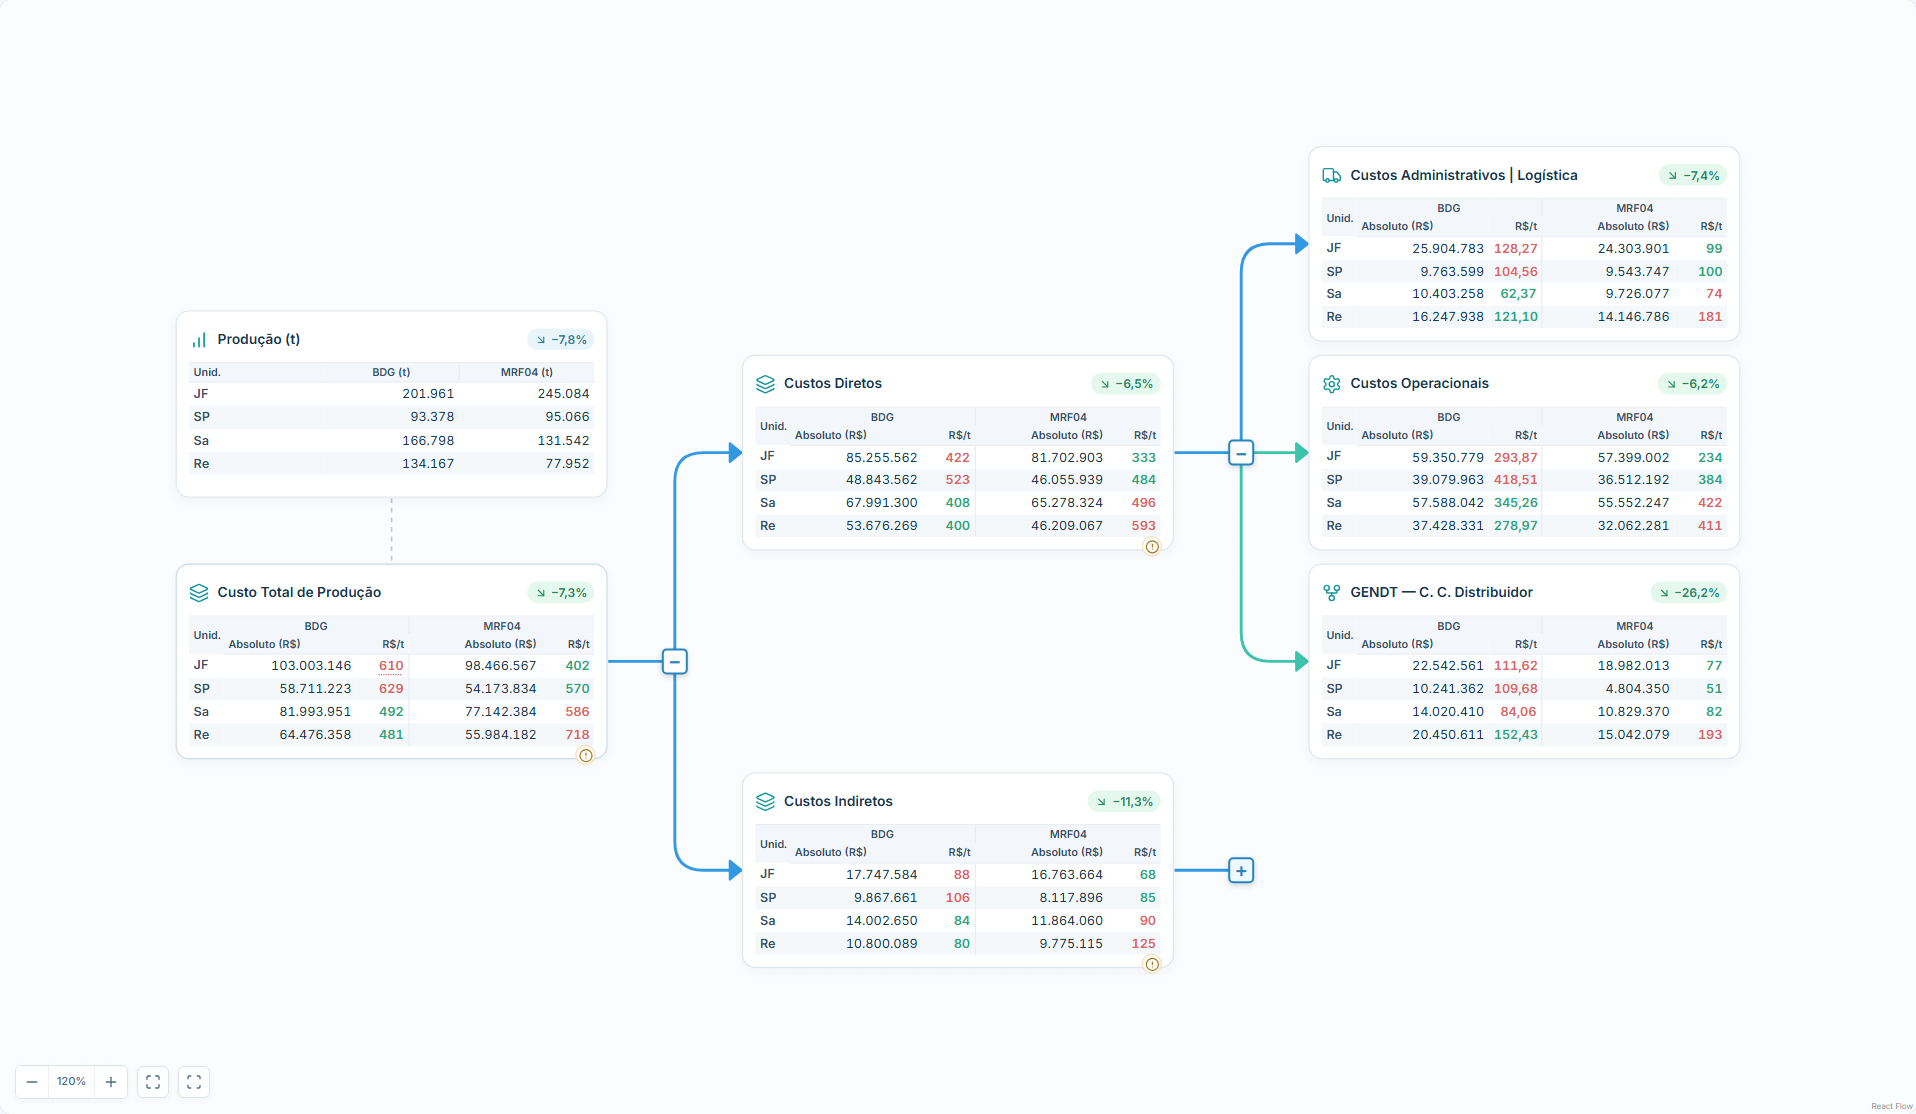 Produção (t) −7,8%
Unid. BDG (t) MRF04 (t)
JF 201.961 245.084
SP 93.378 95.066
Sa 166.798 131.542
Re 134.167 77.952
Custo Total de Produção −7,3%
BDG MRF04
Unid. Absoluto (R$) R$/t Absoluto (R$) R$/t
JF 103.003.146 610 98.466.567 402
SP 58.711.223 629 54.173.834 570
Sa 81.993.951 492 77.142.384 586
Re 64.476.358 481 55.984.182 718
Custos Diretos −6,5%
BDG MRF04
Unid. Absoluto (R$) R$/t Absoluto (R$) R$/t
JF 85.255.562 422 81.702.903 333
SP 48.843.562 523 46.055.939 484
Sa 67.991.300 408 65.278.324 496
Re 53.676.269 400 46.209.067 593
Custos Indiretos −11,3%
BDG MRF04
Unid. Absoluto (R$) R$/t Absoluto (R$) R$/t
JF 17.747.584 88 16.763.664 68
SP 9.867.661 106 8.117.896 85
Sa 14.002.650 84 11.864.060 90
Re 10.800.089 80 9.775.115 125
Custos Administrativos | Logística −7,4%
BDG MRF04
Unid. Absoluto (R$) R$/t Absoluto (R$) R$/t
JF 25.904.783 128,27 24.303.901 99
SP 9.763.599 104,56 9.543.747 100
Sa 10.403.258 62,37 9.726.077 74
Re 16.247.938 121,10 14.146.786 181
Custos Operacionais −6,2%
BDG MRF04
Unid. Absoluto (R$) R$/t Absoluto (R$) R$/t
JF 59.350.779 293,87 57.399.002 234
SP 39.079.963 418,51 36.512.192 384
Sa 57.588.042 345,26 55.552.247 422
Re 37.428.331 278,97 32.062.281 411
GENDT — C. C. Distribuidor −26,2%
BDG MRF04
Unid. Absoluto (R$) R$/t Absoluto (R$) R$/t
JF 22.542.561 111,62 18.982.013 77
SP 10.241.362 109,68 4.804.350 51
Sa 14.020.410 84,06 10.829.370 82
Re 20.450.611 152,43 15.042.079 193
120%
React Flow